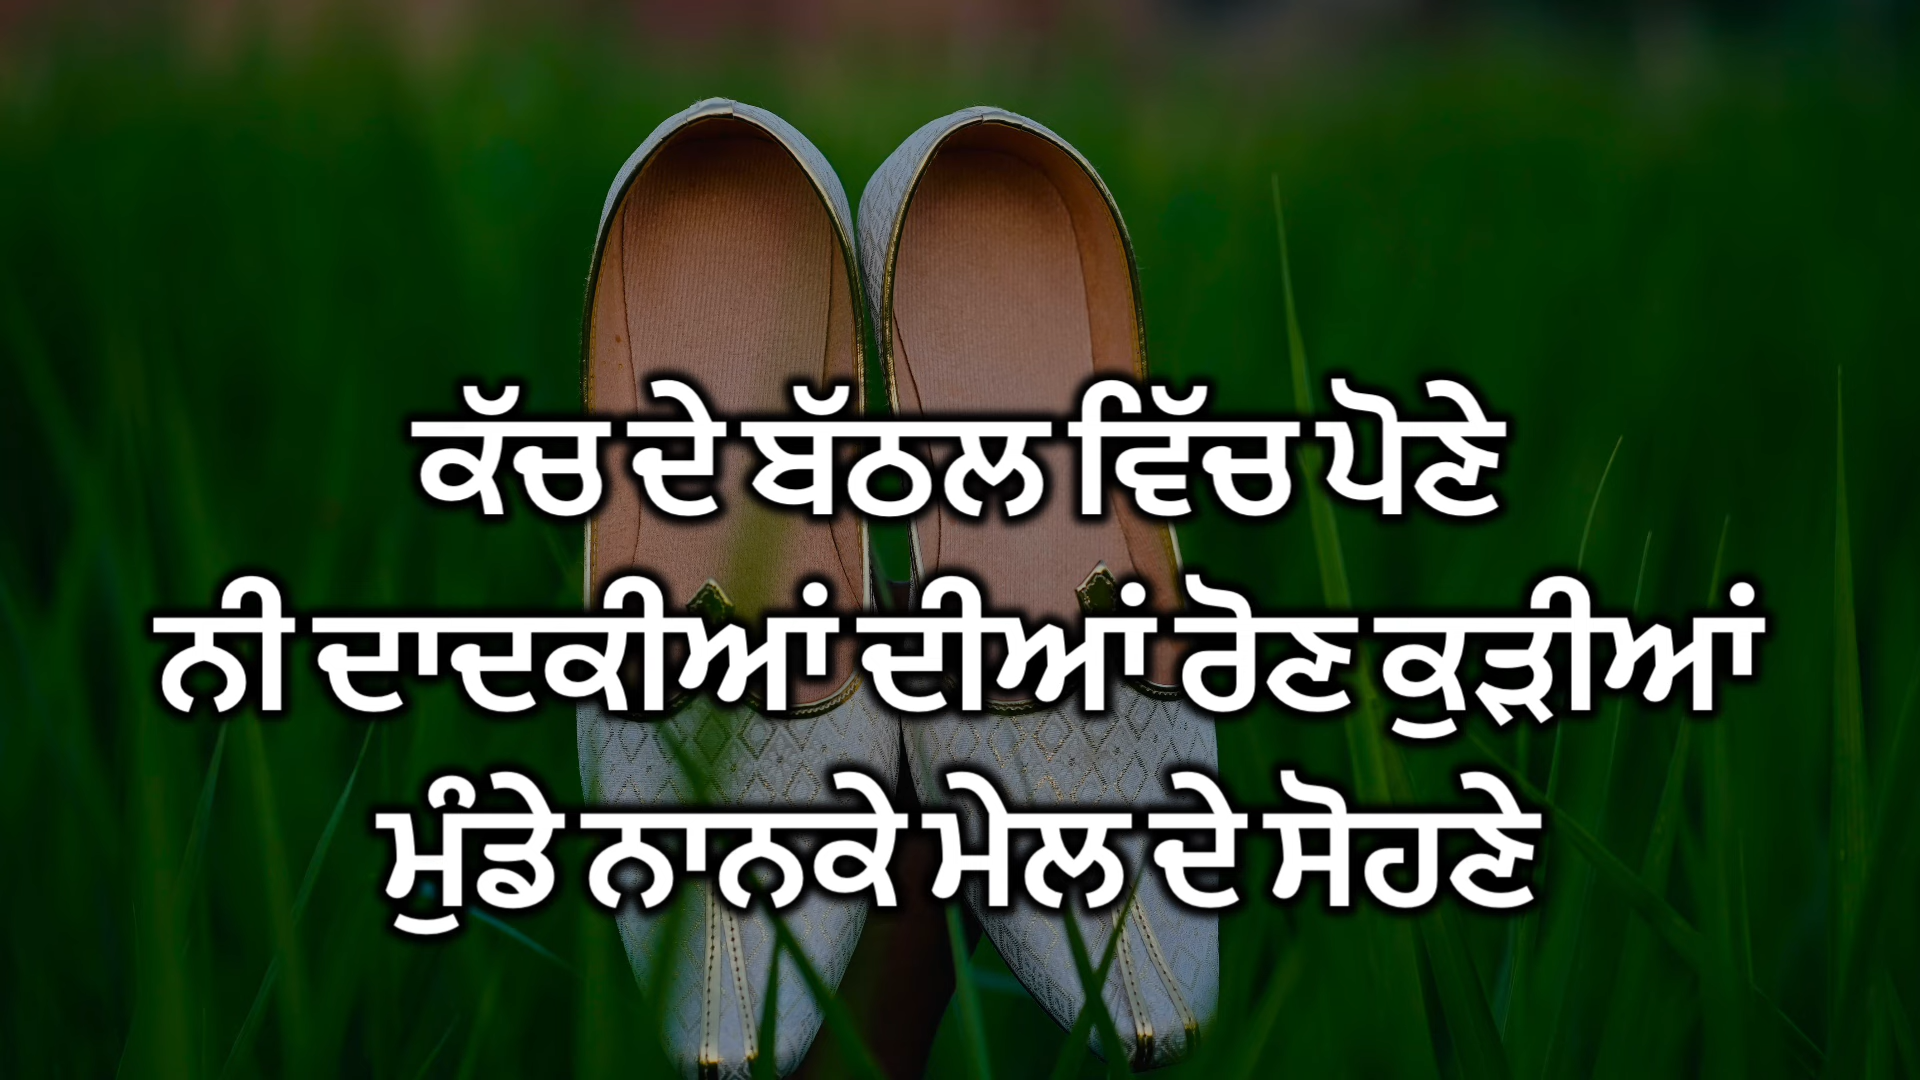 ਕੱਚ ਦੇ ਬੱਠਲ ਵਿੱਚ ਪੋਣੇ
ਨੀ ਦਾਦਕੀਆਂ ਦੀਆਂ ਰੋਣ ਕੁੜੀਆਂ
ਮੁੰਡੇ ਨਾਨਕੇ ਮੇਲ ਦੇ ਸੋਹਣੇ